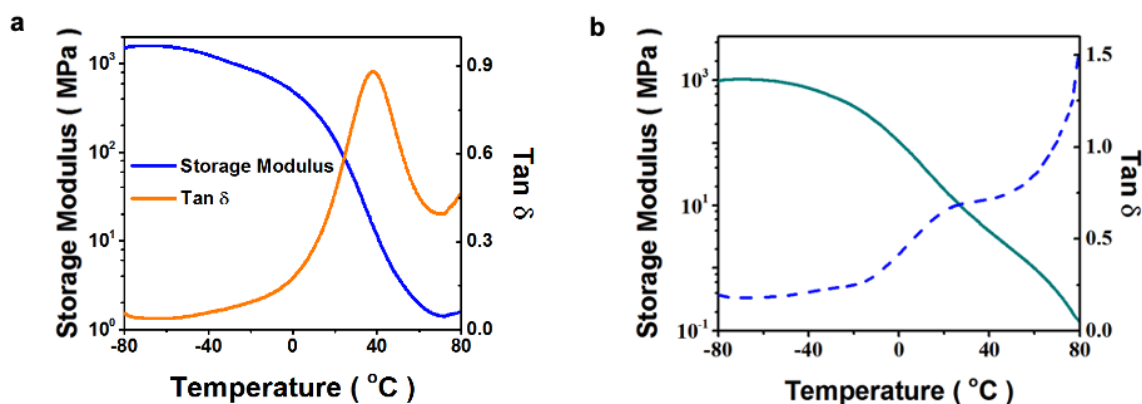 a
Storage Modulus ( MPa )
10³
10²
10¹
10⁰
-80
-40
0
40
80
Temperature ( °C )
0.9
0.6
0.3
0.0
Tan δ
Storage Modulus
Tan δ
b
Storage Modulus ( MPa )
10³
10¹
10⁻¹
-80
-40
0
40
80
Temperature ( °C )
1.5
1.0
0.5
0.0
Tan δ